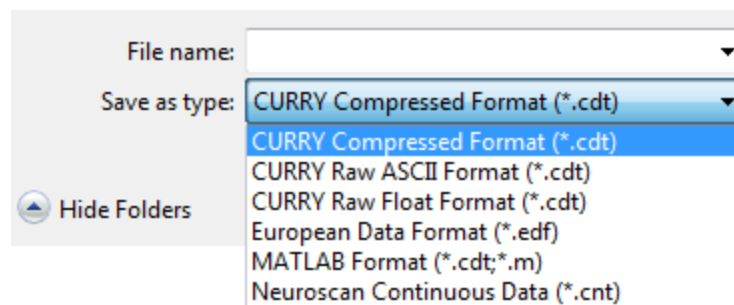 File name:
Save as type: CURRY Compressed Format (*.cdt)
CURRY Compressed Format (*.cdt)
CURRY Raw ASCII Format (*.cdt)
CURRY Raw Float Format (*.cdt)
Hide Folders
European Data Format (*.edf)
MATLAB Format (*.cdt;*.m)
Neuroscan Continuous Data (*.cnt)